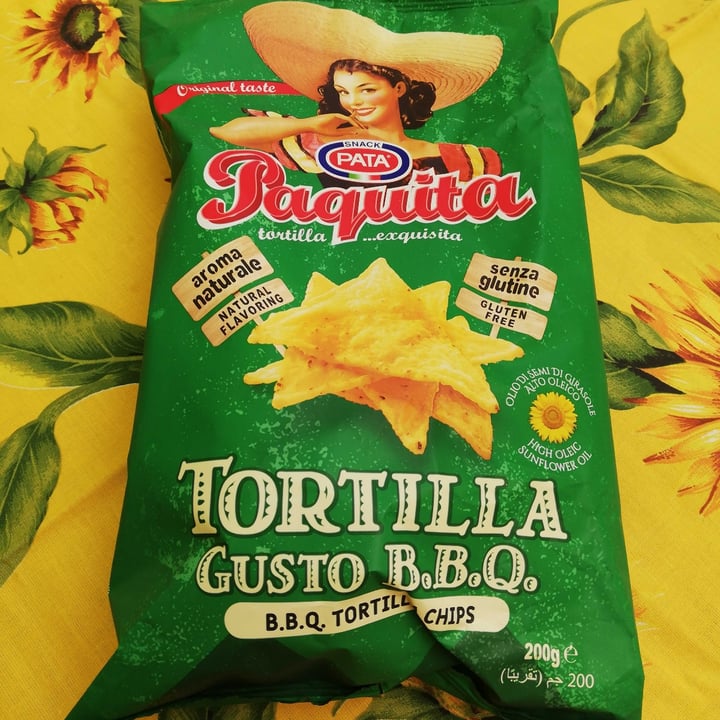 Original taste
SNACK
PATA®
Paquita
tortilla ...exquisita
aroma
naturale
NATURAL
FLAVORING
senza
glutine
GLUTEN
FREE
OLIO DI SEMI DI GIRASOLE
ALTO OLEICO
HIGH OLEIC
SUNFLOWER OIL
TORTILLA
GUSTO B.B.Q.
B.B.Q. TORTILL CHIPS
200g ℮
200 جم (تقريبًا)